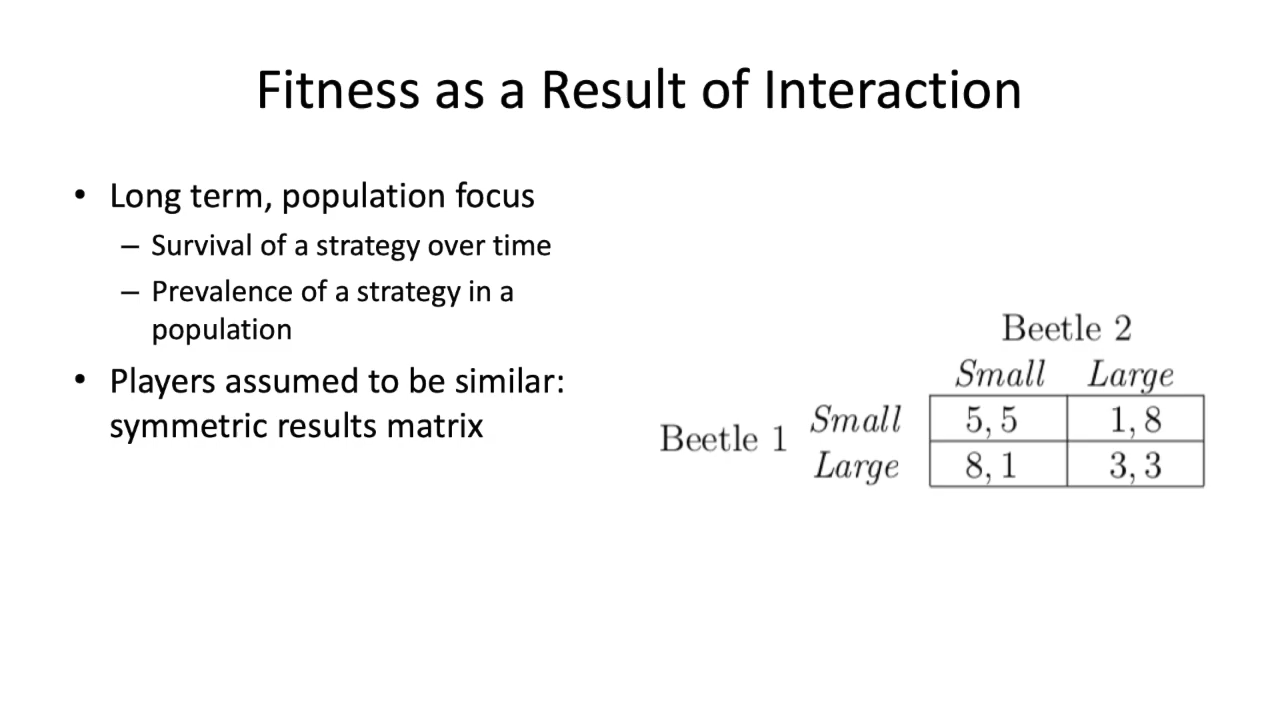 Fitness as a Result of Interaction
• Long term, population focus
– Survival of a strategy over time
– Prevalence of a strategy in a
population
• Players assumed to be similar:
symmetric results matrix
Beetle 2
Small Large
Beetle 1
Small 5, 5 1, 8
Large 8, 1 3, 3